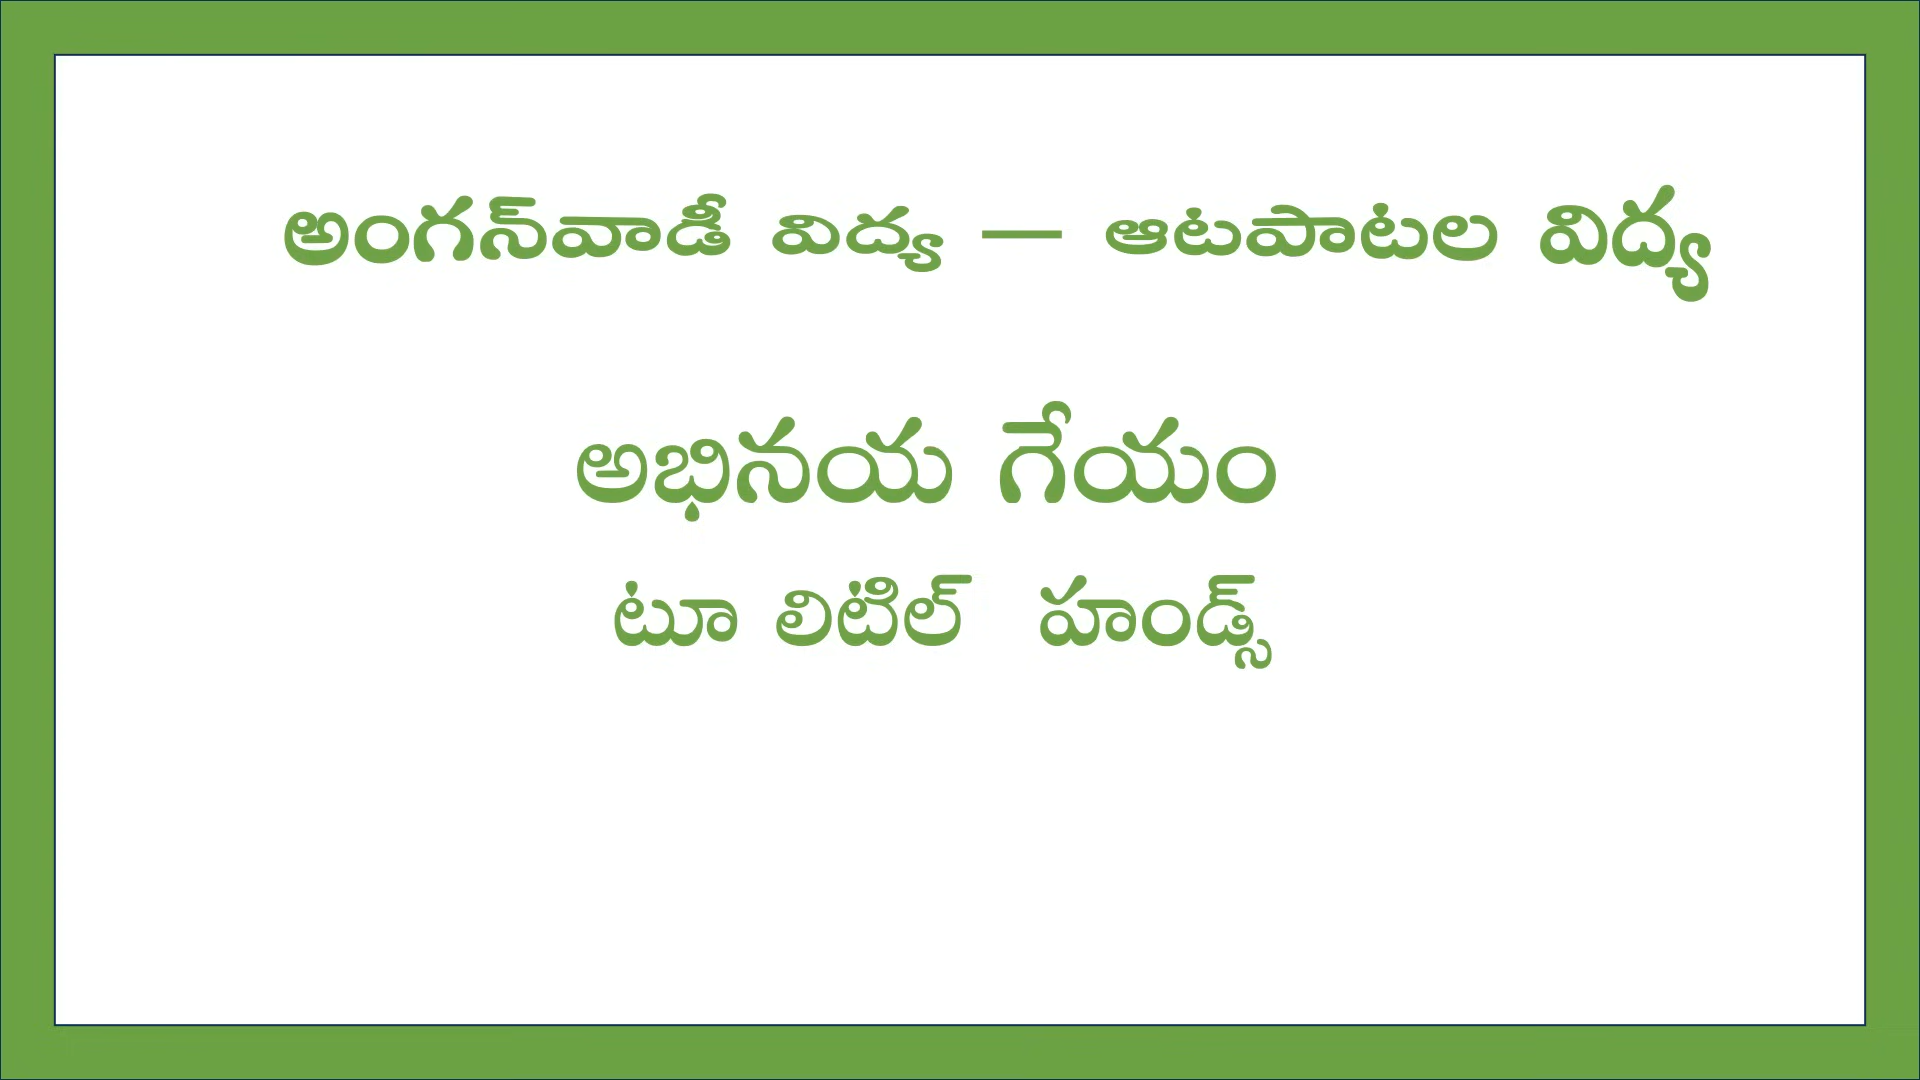 అంగన్‌వాడీ విద్య – ఆటపాటల విద్య
అభినయ గేయం
టూ లిటిల్ హండ్స్